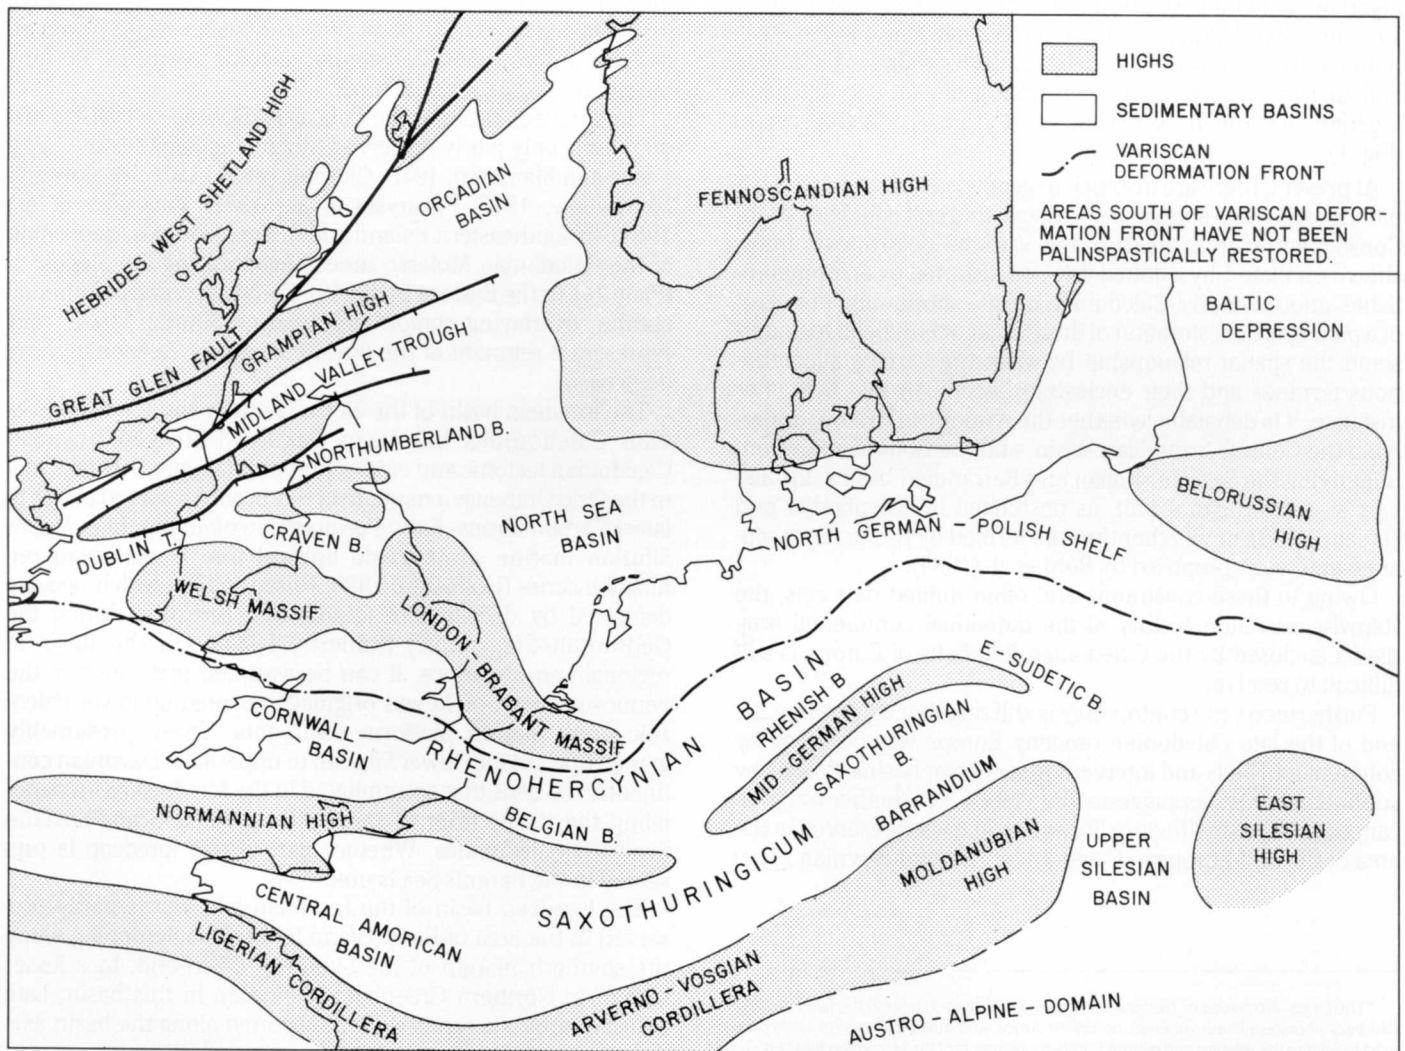 HIGHS
SEDIMENTARY BASINS
VARISCAN
DEFORMATION FRONT
AREAS SOUTH OF VARISCAN DEFOR-
MATION FRONT HAVE NOT BEEN
PALINSPASTICALLY RESTORED.
HEBRIDES WEST SHETLAND HIGH
ORCADIAN
BASIN
FENNOSCANDIAN HIGH
BALTIC
DEPRESSION
GREAT GLEN FAULT
GRAMPIAN HIGH
MIDLAND VALLEY TROUGH
NORTHUMBERLAND B.
DUBLIN T.
CRAVEN B.
NORTH SEA
BASIN
NORTH GERMAN - POLISH SHELF
BELORUSSIAN
HIGH
WELSH MASSIF
LONDON - BRABANT MASSIF
CORNWALL
BASIN
RHENOHERCYNIAN BASIN
RHENISH B.
MID-GERMAN HIGH
E-SUDETIC B.
SAXOTHURINGIAN
B.
NORMANNIAN HIGH
BELGIAN B.
BARRANDIUM
MOLDANUBIAN
HIGH
UPPER
SILESIAN
BASIN
EAST
SILESIAN
HIGH
SAXOTHURINGICUM
CENTRAL AMORICAN
BASIN
LIGERIAN CORDILLERA
ARVERNO-VOSGIAN
CORDILLERA
AUSTRO-ALPINE-DOMAIN